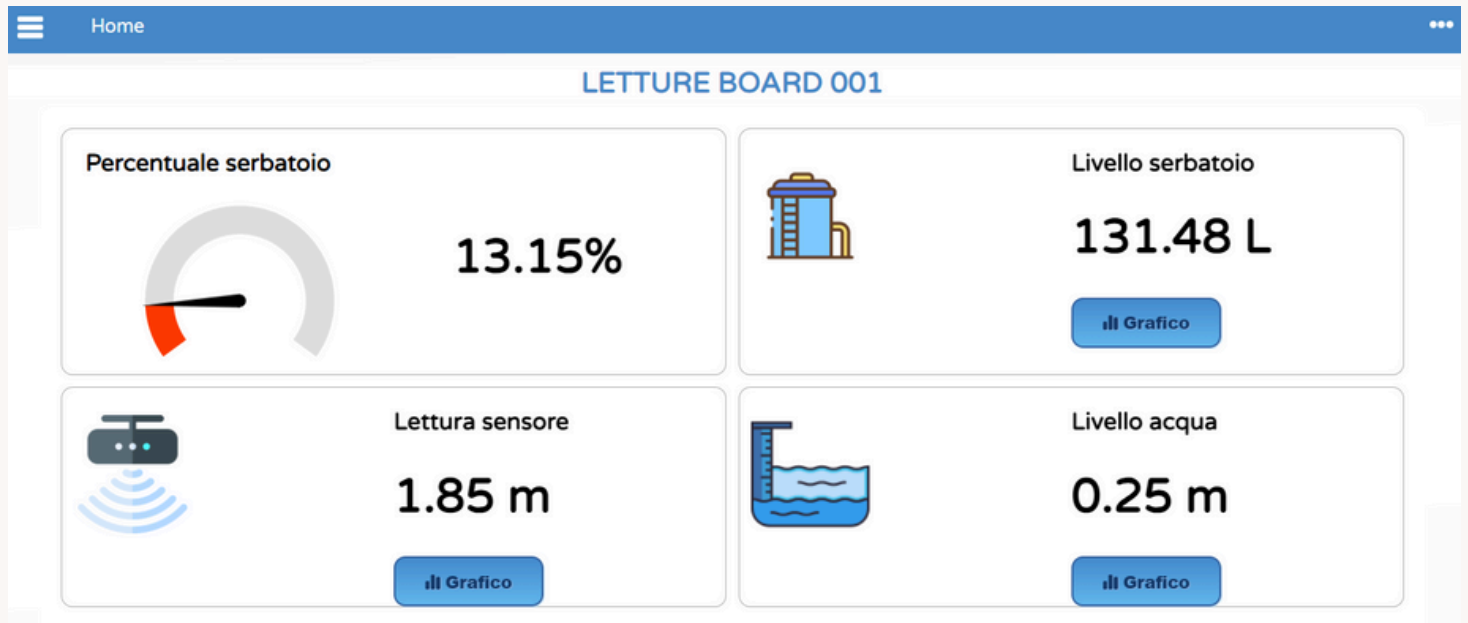 Home
LETTURE BOARD 001
Percentuale serbatoio
13.15%
Livello serbatoio
131.48 L
Grafico
Lettura sensore
1.85 m
Grafico
Livello acqua
0.25 m
Grafico